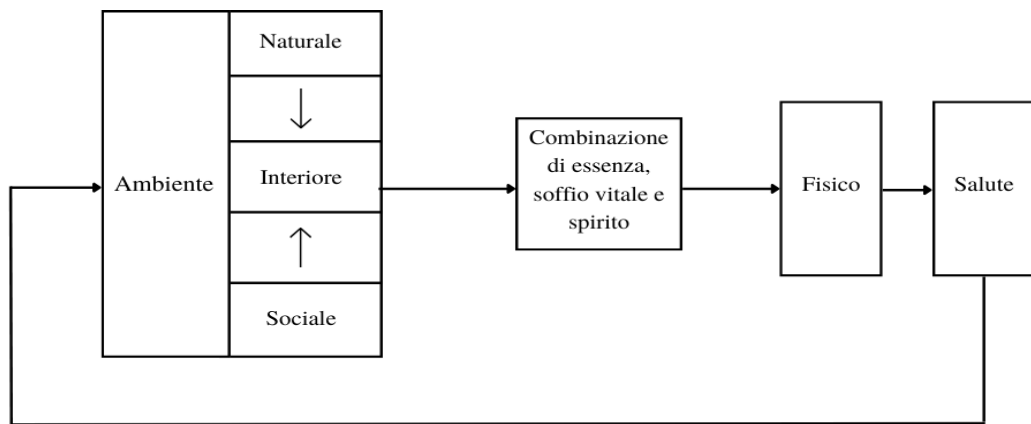 Ambiente
Naturale
Interiore
Sociale
Combinazione
di essenza,
soffio vitale e
spirito
Fisico
Salute